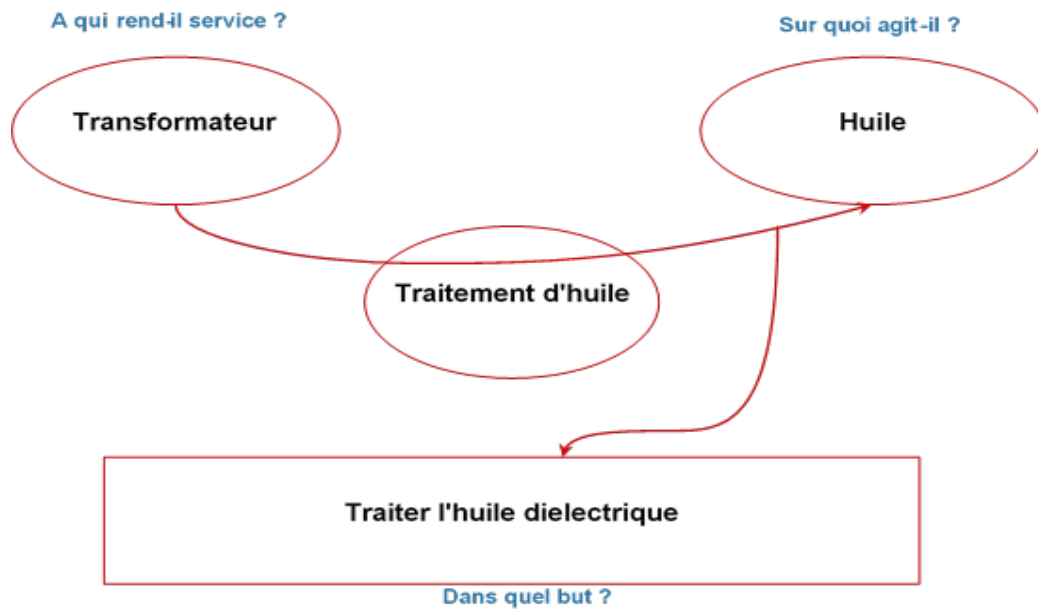 A qui rend-il service ?
Sur quoi agit-il ?
Transformateur
Huile
Traitement d'huile
Traiter l'huile dielectrique
Dans quel but ?